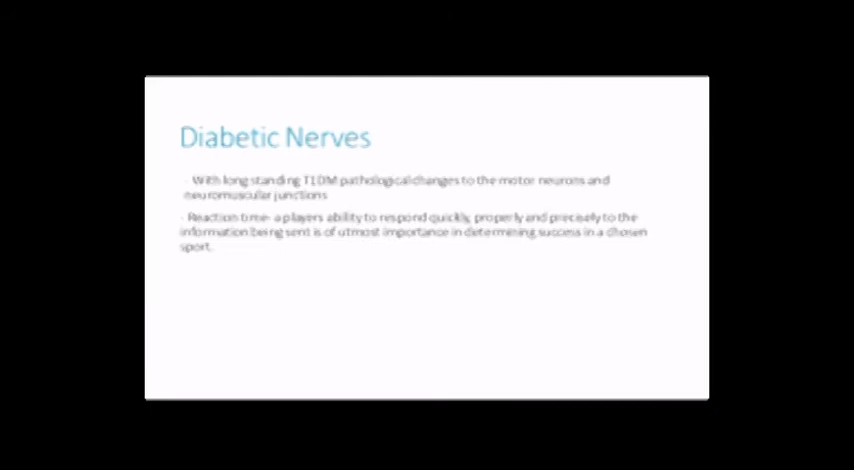 Diabetic Nerves
- With long standing T1DM pathological changes to the motor neurons and
neuromuscular junctions
- Reaction time- a players ability to respond quickly, properly and precisely to the
information being sent is of utmost importance in determining success in a chosen
sport.